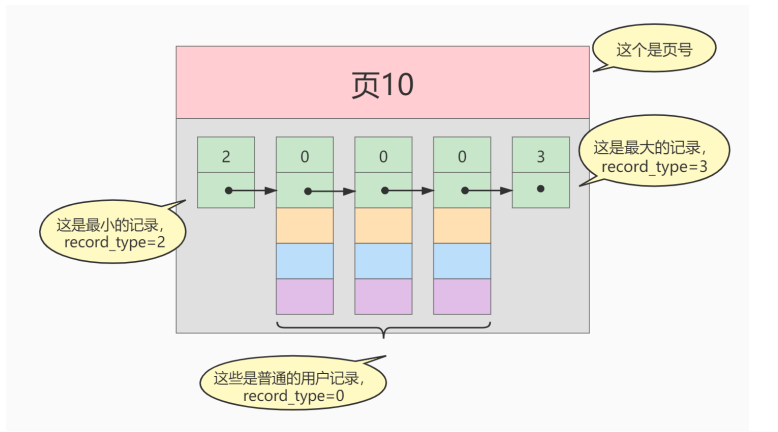 这个是页号
页10
2 0 0 0 3
这是最大的记录,
record_type=3
这是最小的记录,
record_type=2
这些是普通的用户记录,
record_type=0